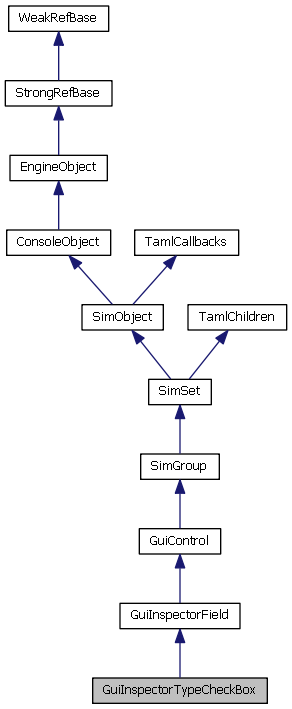 WeakRefBase
StrongRefBase
EngineObject
ConsoleObject
TamlCallbacks
SimObject
TamlChildren
SimSet
SimGroup
GuiControl
GuiInspectorField
GuiInspectorTypeCheckBox